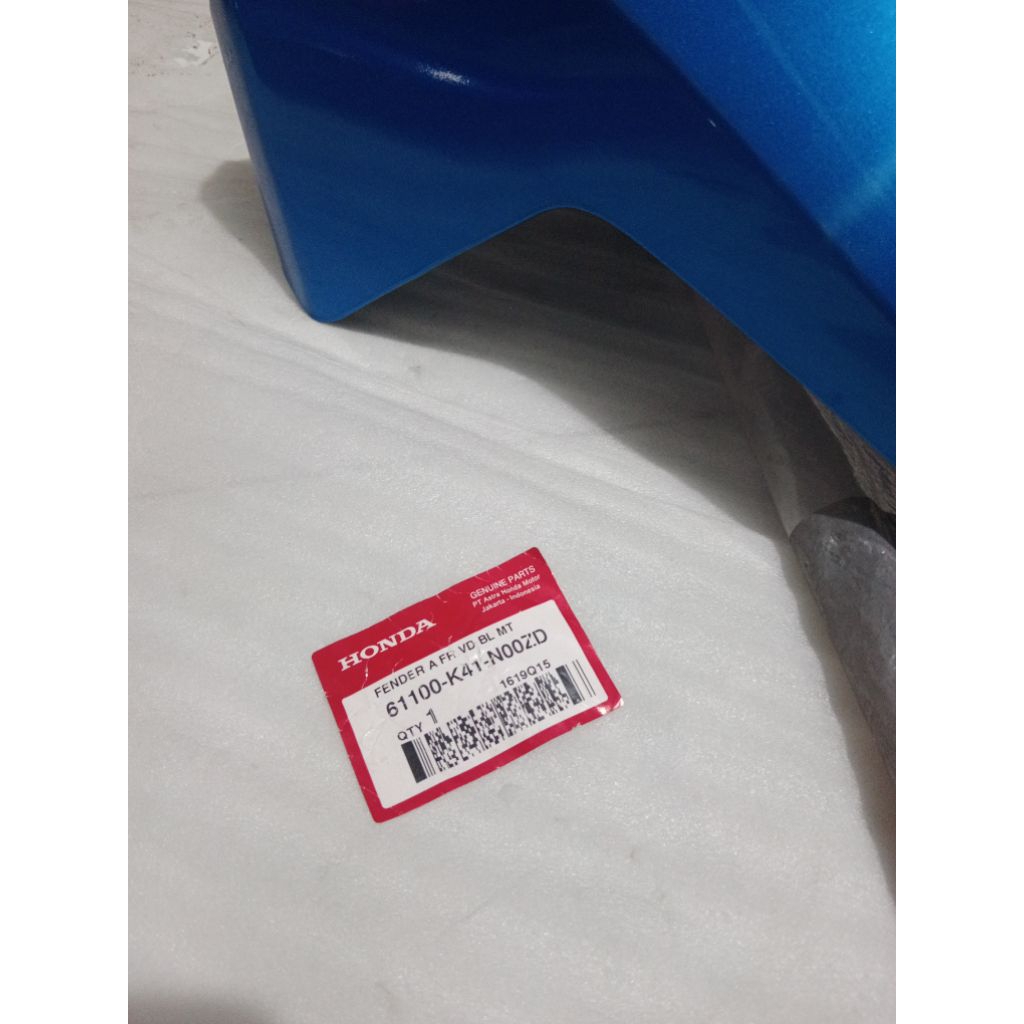 HONDA
GENUINE PARTS
PT Astra Honda Motor
Jakarta - Indonesia
FENDER A FR.VD BL MT
61100-K41-N00ZD
QTY 1
1619Q15